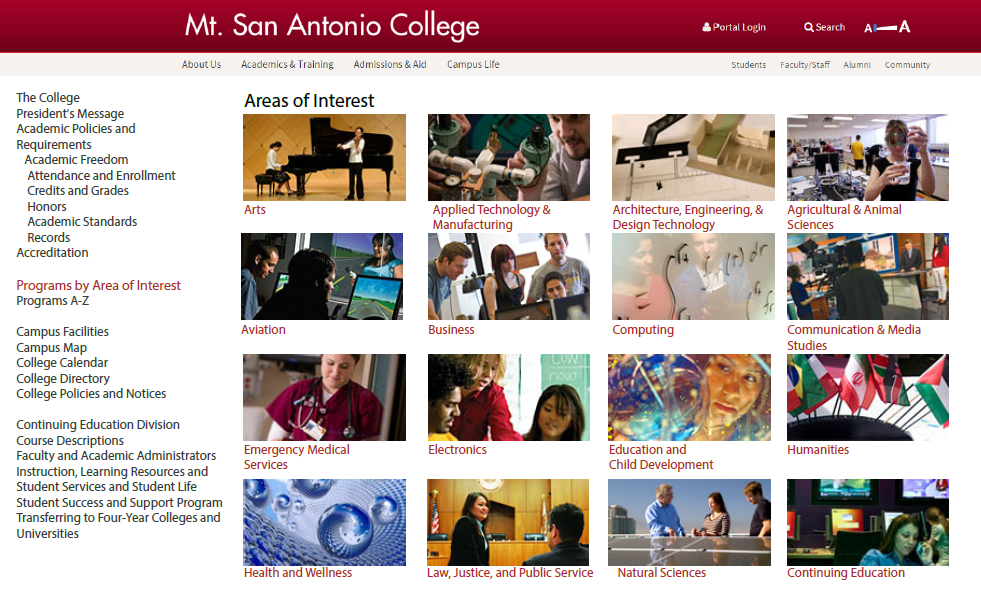 Mt. San Antonio College
Portal Login
Search
A A
About Us
Academics & Training
Admissions & Aid
Campus Life
Students
Faculty/Staff
Alumni
Community
The College
President's Message
Academic Policies and
Requirements
Academic Freedom
Attendance and Enrollment
Credits and Grades
Honors
Academic Standards
Records
Accreditation
Programs by Area of Interest
Programs A-Z
Campus Facilities
Campus Map
College Calendar
College Directory
College Policies and Notices
Continuing Education Division
Course Descriptions
Faculty and Academic Administrators
Instruction, Learning Resources and
Student Services and Student Life
Student Success and Support Program
Transferring to Four-Year Colleges and
Universities
Areas of Interest
Arts
Applied Technology &
Manufacturing
Architecture, Engineering, &
Design Technology
Agricultural & Animal
Sciences
Aviation
Business
Computing
Communication & Media
Studies
Emergency Medical
Services
Electronics
Education and
Child Development
Humanities
Health and Wellness
Law, Justice, and Public Service
Natural Sciences
Continuing Education